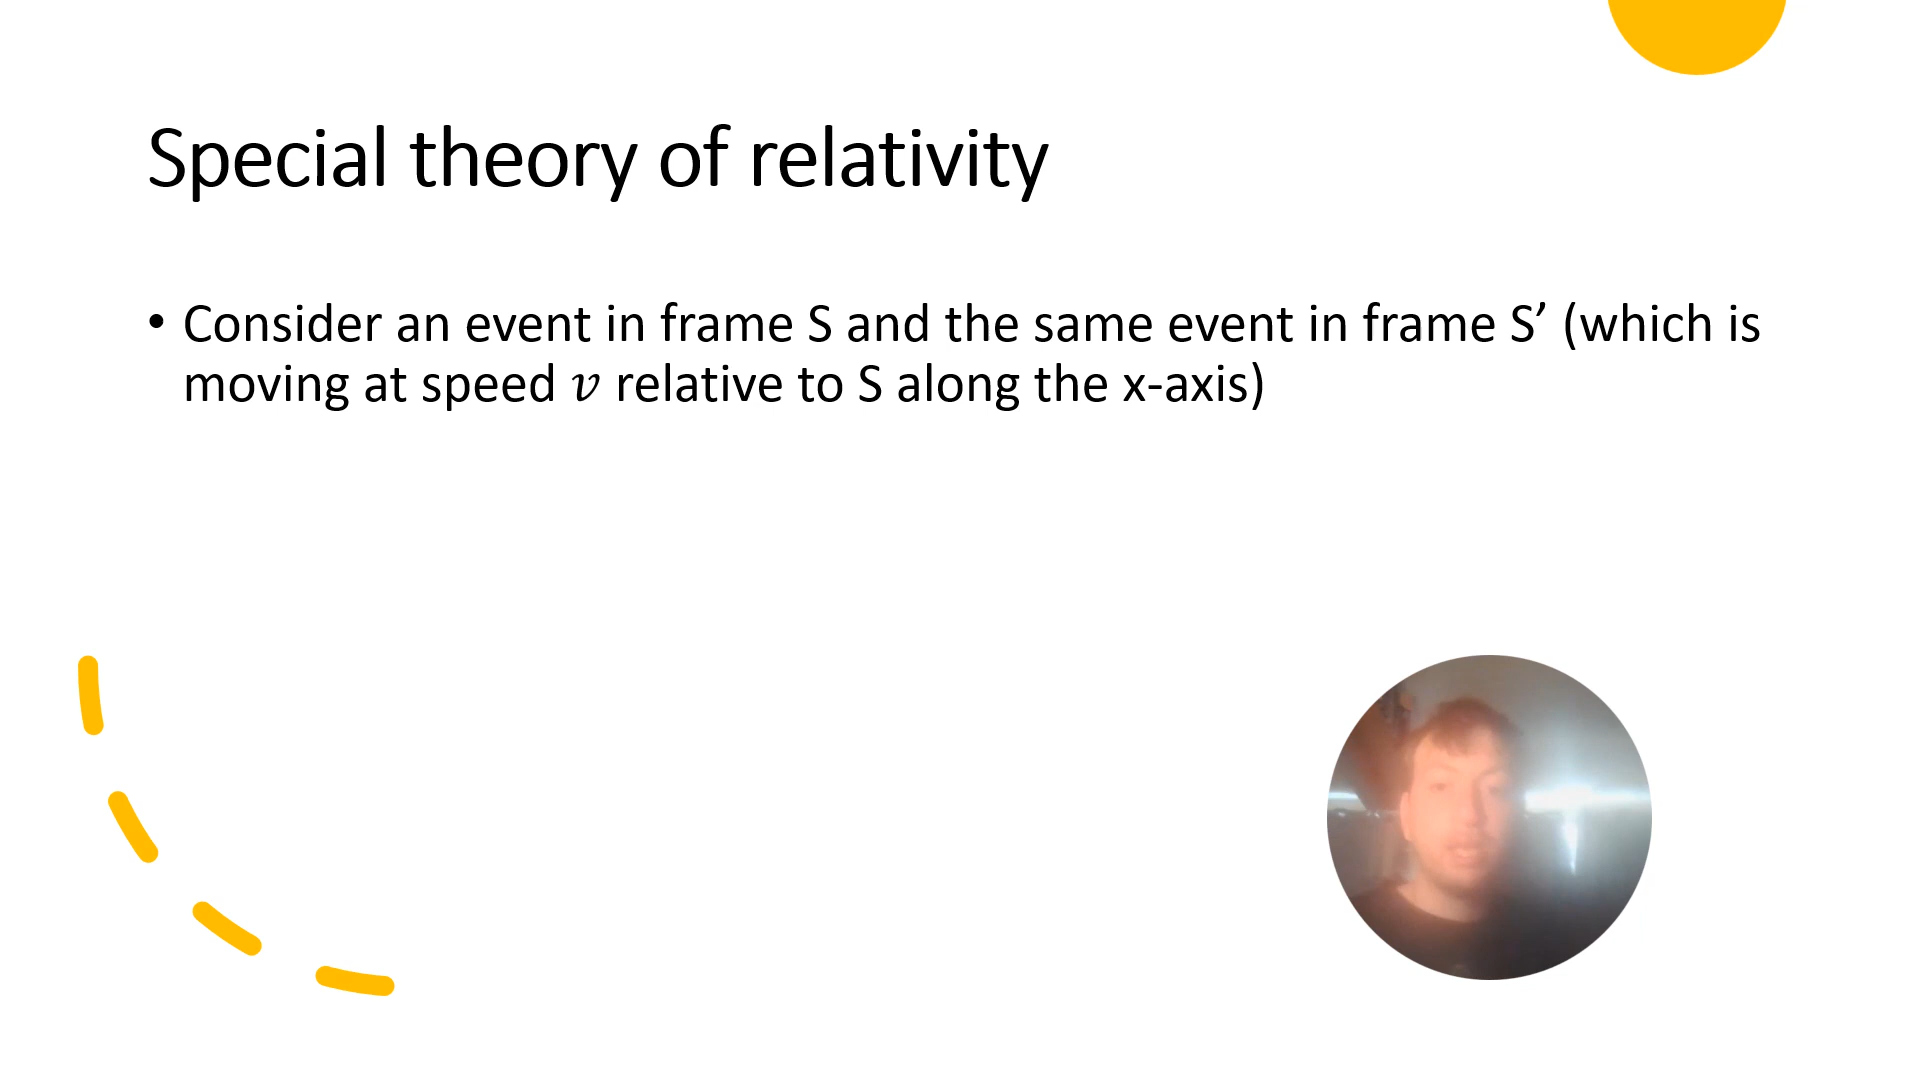 Special theory of relativity
• Consider an event in frame S and the same event in frame S’ (which is
moving at speed 𝑣 relative to S along the x-axis)